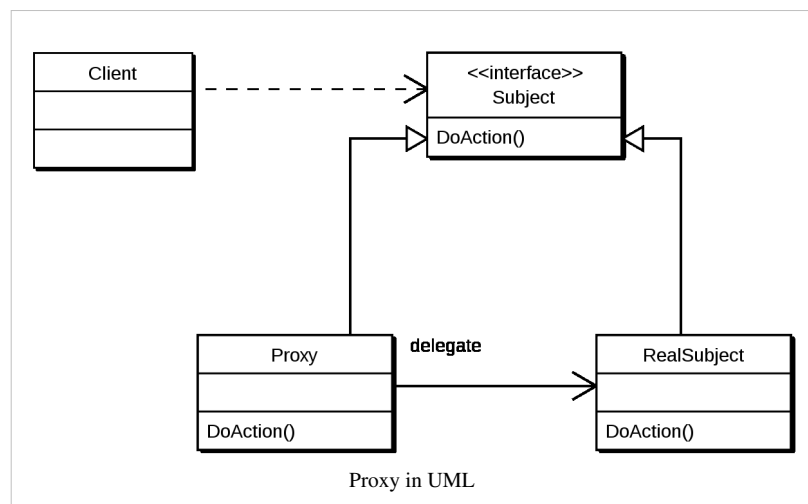 Client
<<interface>>
Subject
DoAction()
Proxy
delegate
RealSubject
DoAction()
DoAction()
Proxy in UML